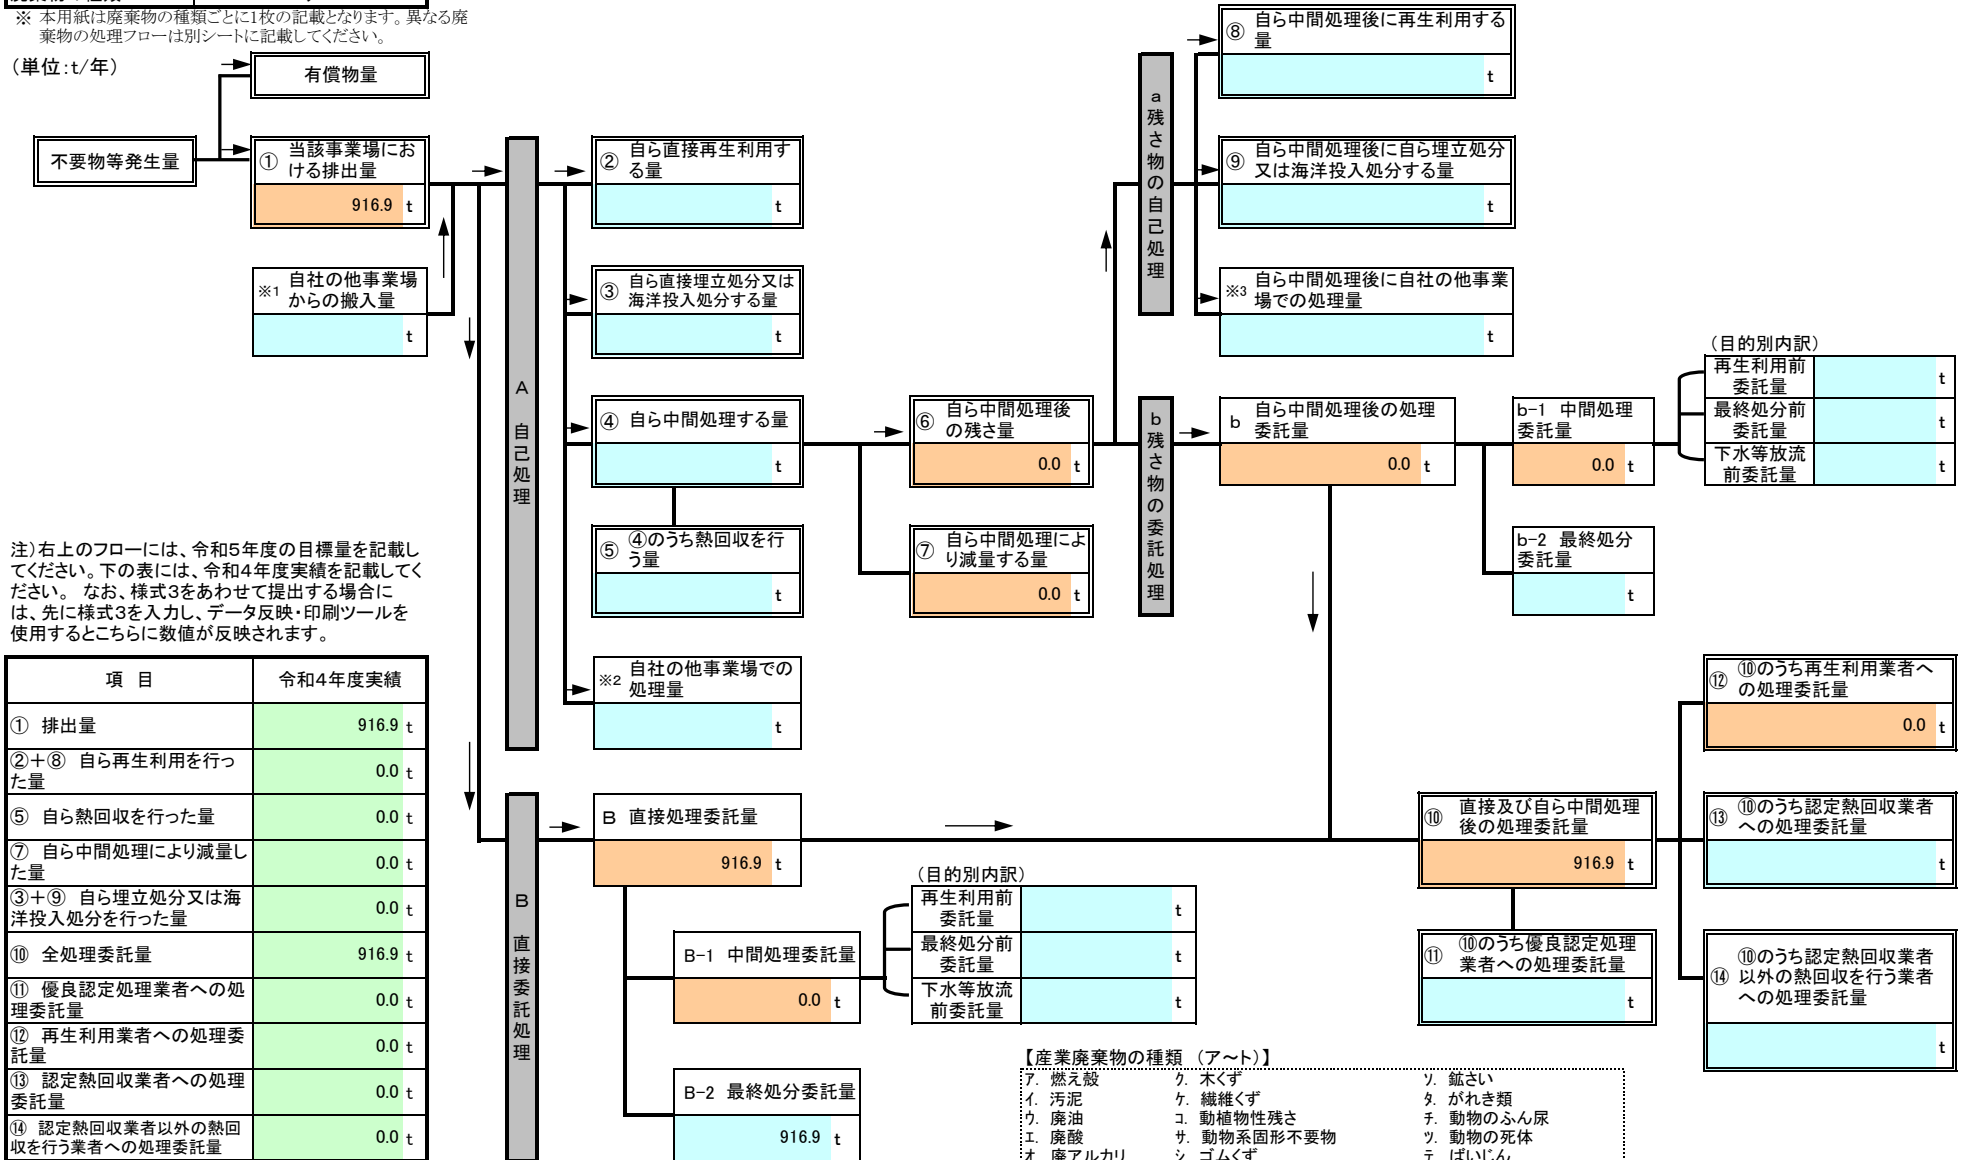 ※ 本用紙は廃棄物の種類ごとに1枚の記載となります。異なる廃
棄物の処理フローは別シートに記載してください。
（単位：t/年）
有償物量
不要物等発生量
① 当該事業場にお
ける排出量
916.9 t
※1 自社の他事業場
からの搬入量
t
A 自己処理
② 自ら直接再生利用す
る量
t
③ 自ら直接埋立処分又は
海洋投入処分する量
t
④ 自ら中間処理する量
t
⑤ ④のうち熱回収を行
う量
t
※2 自社の他事業場での
処理量
t
⑥ 自ら中間処理後
の残さ量
0.0 t
⑦ 自ら中間処理によ
り減量する量
0.0 t
a 残さ物の自己処理
⑧ 自ら中間処理後に再生利用する
量
t
⑨ 自ら中間処理後に自ら埋立処分
又は海洋投入処分する量
t
※3 自ら中間処理後に自社の他事業
場での処理量
t
b 残さ物の委託処理
b 自ら中間処理後の処理
委託量
0.0 t
b-1 中間処理
委託量
0.0 t
（目的別内訳）
再生利用前
委託量
t
最終処分前
委託量
t
下水等放流
前委託量
t
b-2 最終処分
委託量
t
注）右上のフローには、令和5年度の目標量を記載し
てください。下の表には、令和4年度実績を記載してく
ださい。 なお、様式3をあわせて提出する場合に
は、先に様式3を入力し、データ反映・印刷ツールを
使用するとこちらに数値が反映されます。
項 目 令和4年度実績
① 排出量 916.9 t
②＋⑧ 自ら再生利用を行っ
た量 0.0 t
⑤ 自ら熱回収を行った量 0.0 t
⑦ 自ら中間処理により減量し
た量 0.0 t
③＋⑨ 自ら埋立処分又は海
洋投入処分を行った量 0.0 t
⑩ 全処理委託量 916.9 t
⑪ 優良認定処理業者への処
理委託量 0.0 t
⑫ 再生利用業者への処理委
託量 0.0 t
⑬ 認定熱回収業者への処理
委託量 0.0 t
⑭ 認定熱回収業者以外の熱回
収を行う業者への処理委託量 0.0 t
B 直接委託処理
B 直接処理委託量
916.9 t
B-1 中間処理委託量
0.0 t
（目的別内訳）
再生利用前
委託量
t
最終処分前
委託量
t
下水等放流
前委託量
t
B-2 最終処分委託量
916.9 t
⑩ 直接及び自ら中間処理
後の処理委託量
916.9 t
⑪ ⑩のうち優良認定処理
業者への処理委託量
t
⑫ ⑩のうち再生利用業者へ
の処理委託量
0.0 t
⑬ ⑩のうち認定熱回収業者
への処理委託量
t
⑭ ⑩のうち認定熱回収業者
以外の熱回収を行う業者
への処理委託量
t
【産業廃棄物の種類 （ア～ト）】
ア. 燃え殻 ク. 木くず ソ. 鉱さい
イ. 汚泥 ケ. 繊維くず タ. がれき類
ウ. 廃油 コ. 動植物性残さ チ. 動物のふん尿
エ. 廃酸 サ. 動物系固形不要物 ツ. 動物の死体
オ. 廃アルカリ シ. ゴムくず テ. ばいじん